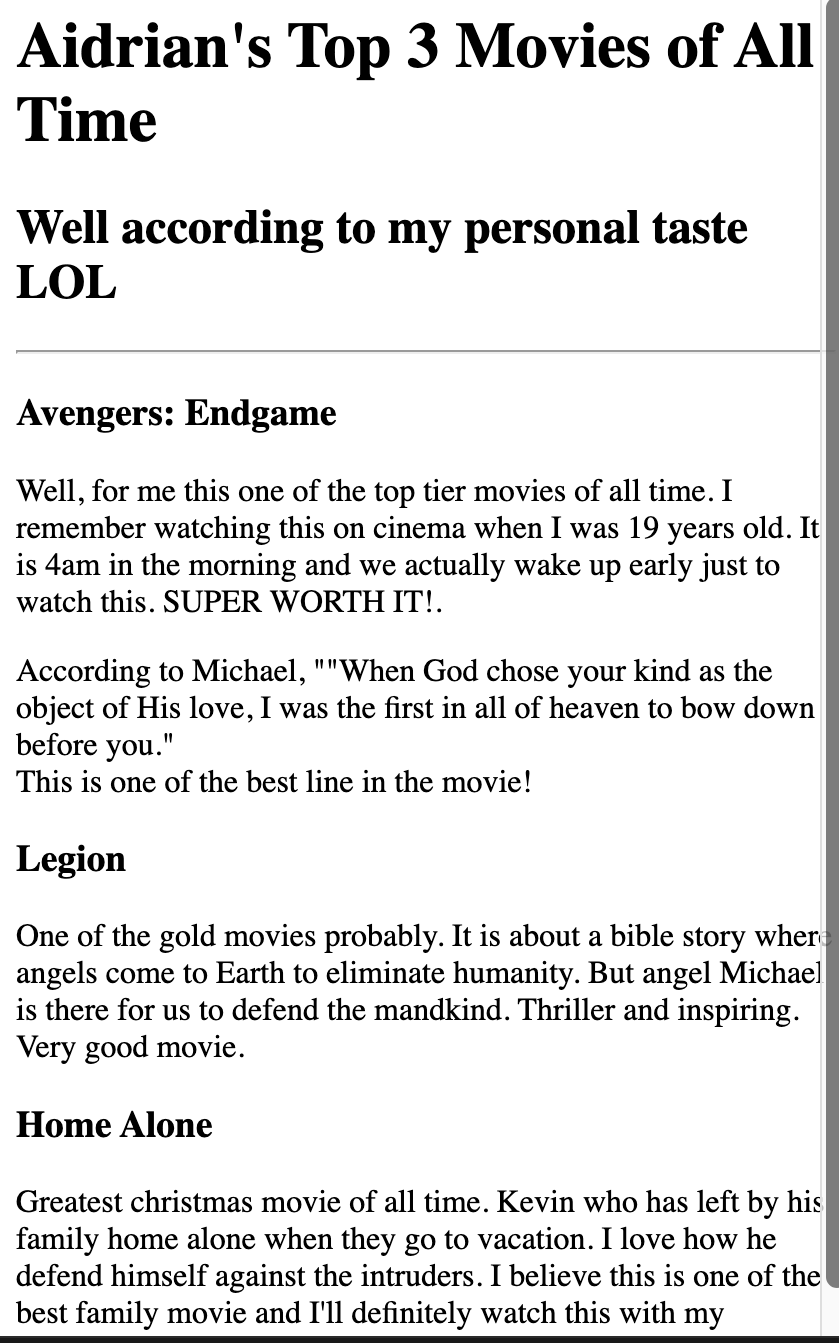 Aidrian's Top 3 Movies of All
Time
Well according to my personal taste
LOL
Avengers: Endgame
Well, for me this one of the top tier movies of all time. I
remember watching this on cinema when I was 19 years old. It
is 4am in the morning and we actually wake up early just to
watch this. SUPER WORTH IT!.
According to Michael, ""When God chose your kind as the
object of His love, I was the first in all of heaven to bow down
before you."
This is one of the best line in the movie!
Legion
One of the gold movies probably. It is about a bible story where
angels come to Earth to eliminate humanity. But angel Michael
is there for us to defend the mandkind. Thriller and inspiring.
Very good movie.
Home Alone
Greatest christmas movie of all time. Kevin who has left by his
family home alone when they go to vacation. I love how he
defend himself against the intruders. I believe this is one of the
best family movie and I'll definitely watch this with my